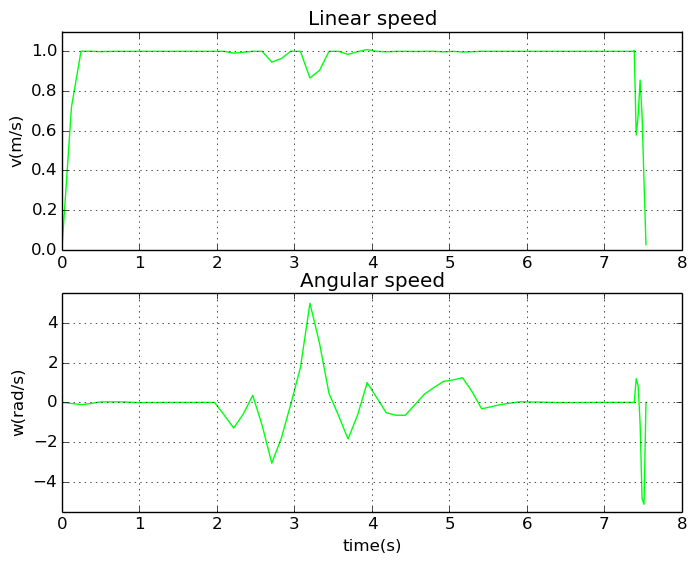 Linear speed
v(m/s)
1.0
0.8
0.6
0.4
0.2
0.0
0 1 2 3 4 5 6 7 8
Angular speed
w(rad/s)
4
2
0
−2
−4
0 1 2 3 4 5 6 7 8
time(s)